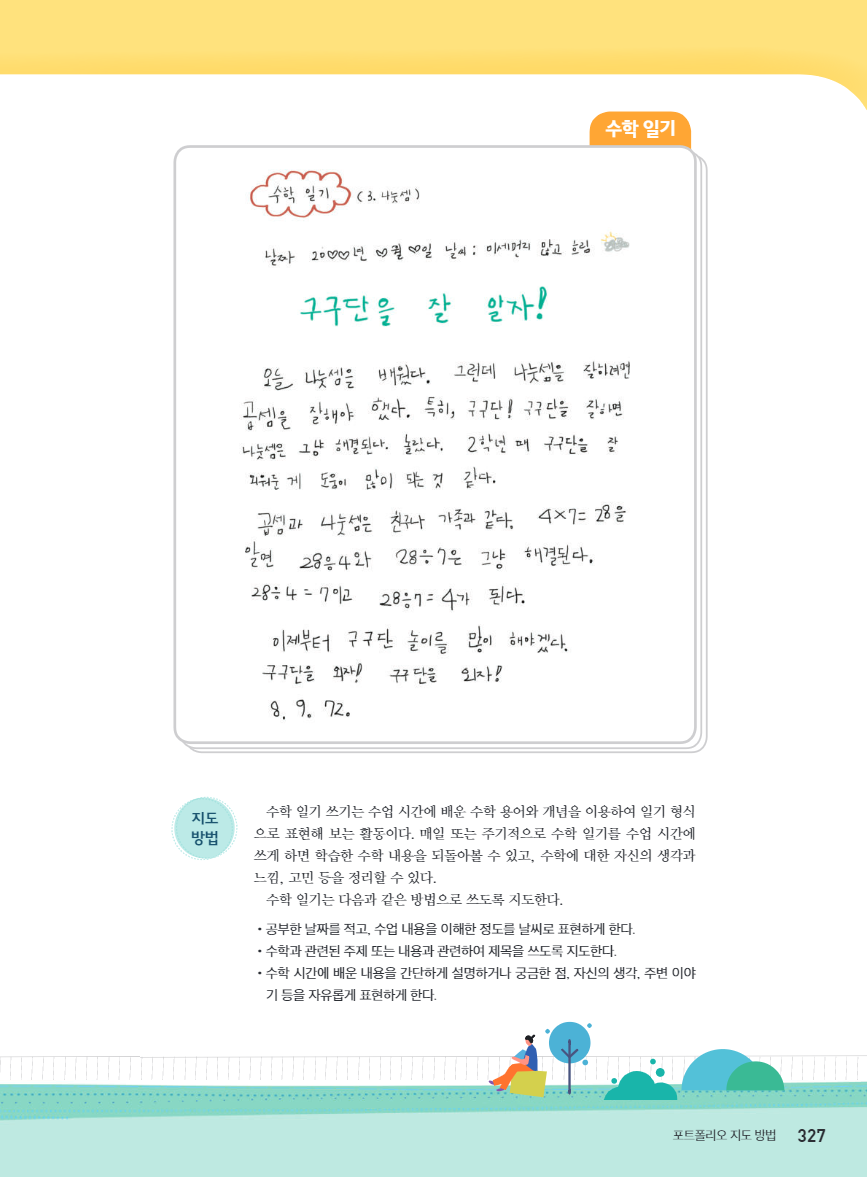 수학 일기
수학 일기 (3. 나눗셈)
날짜 20♡♡년 ♡월 ♡일 날씨 : 미세먼지 많고 흐림
구구단을 잘 알자!
오늘 나눗셈을 배웠다. 그런데 나눗셈을 잘하려면
곱셈을 잘해야 했다. 특히, 구구단! 구구단을 잘하면
나눗셈은 그냥 해결된다. 놀랐다. 2학년 때 구구단을 잘
외워둔 게 도움이 많이 되는 것 같다.
곱셈과 나눗셈은 친구나 가족과 같다. 4×7=28을
알면 28÷4와 28÷7은 그냥 해결된다.
28÷4=7이고 28÷7=4가 된다.
이제부터 구구단 놀이를 많이 해야겠다.
구구단을 외자! 구구단을 외자!
8. 9. 72.
지도
방법
수학 일기 쓰기는 수업 시간에 배운 수학 용어와 개념을 이용하여 일기 형식
으로 표현해 보는 활동이다. 매일 또는 주기적으로 수학 일기를 수업 시간에
쓰게 하면 학습한 수학 내용을 되돌아볼 수 있고, 수학에 대한 자신의 생각과
느낌, 고민 등을 정리할 수 있다.
수학 일기는 다음과 같은 방법으로 쓰도록 지도한다.
• 공부한 날짜를 적고, 수업 내용을 이해한 정도를 날씨로 표현하게 한다.
• 수학과 관련된 주제 또는 내용과 관련하여 제목을 쓰도록 지도한다.
• 수학 시간에 배운 내용을 간단하게 설명하거나 궁금한 점, 자신의 생각, 주변 이야
기 등을 자유롭게 표현하게 한다.
포트폴리오 지도 방법 327